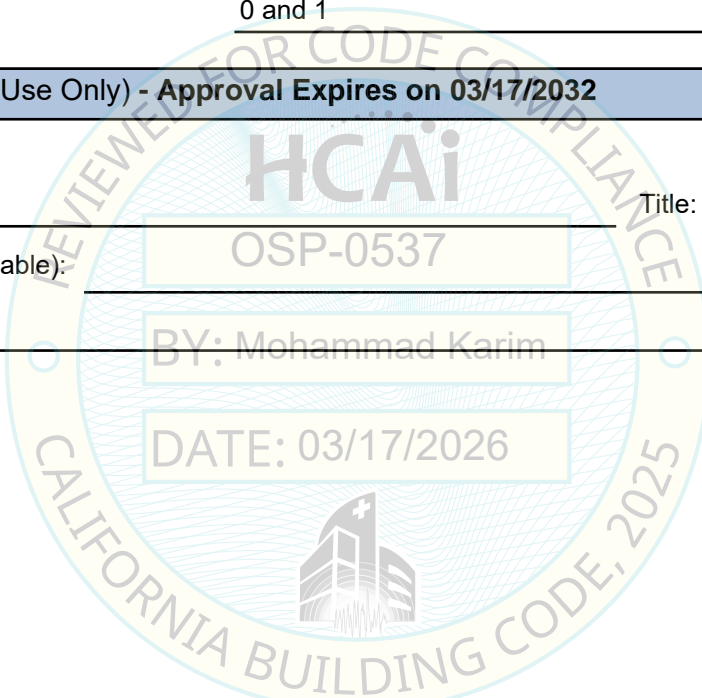 0 and 1
Use Only) - Approval Expires on 03/17/2032
REVIEWED FOR CODE COMPLIANCE
HCAi
Title:
OSP-0537
able):
BY: Mohammad Karim
DATE: 03/17/2026
CALIFORNIA BUILDING CODE, 2025